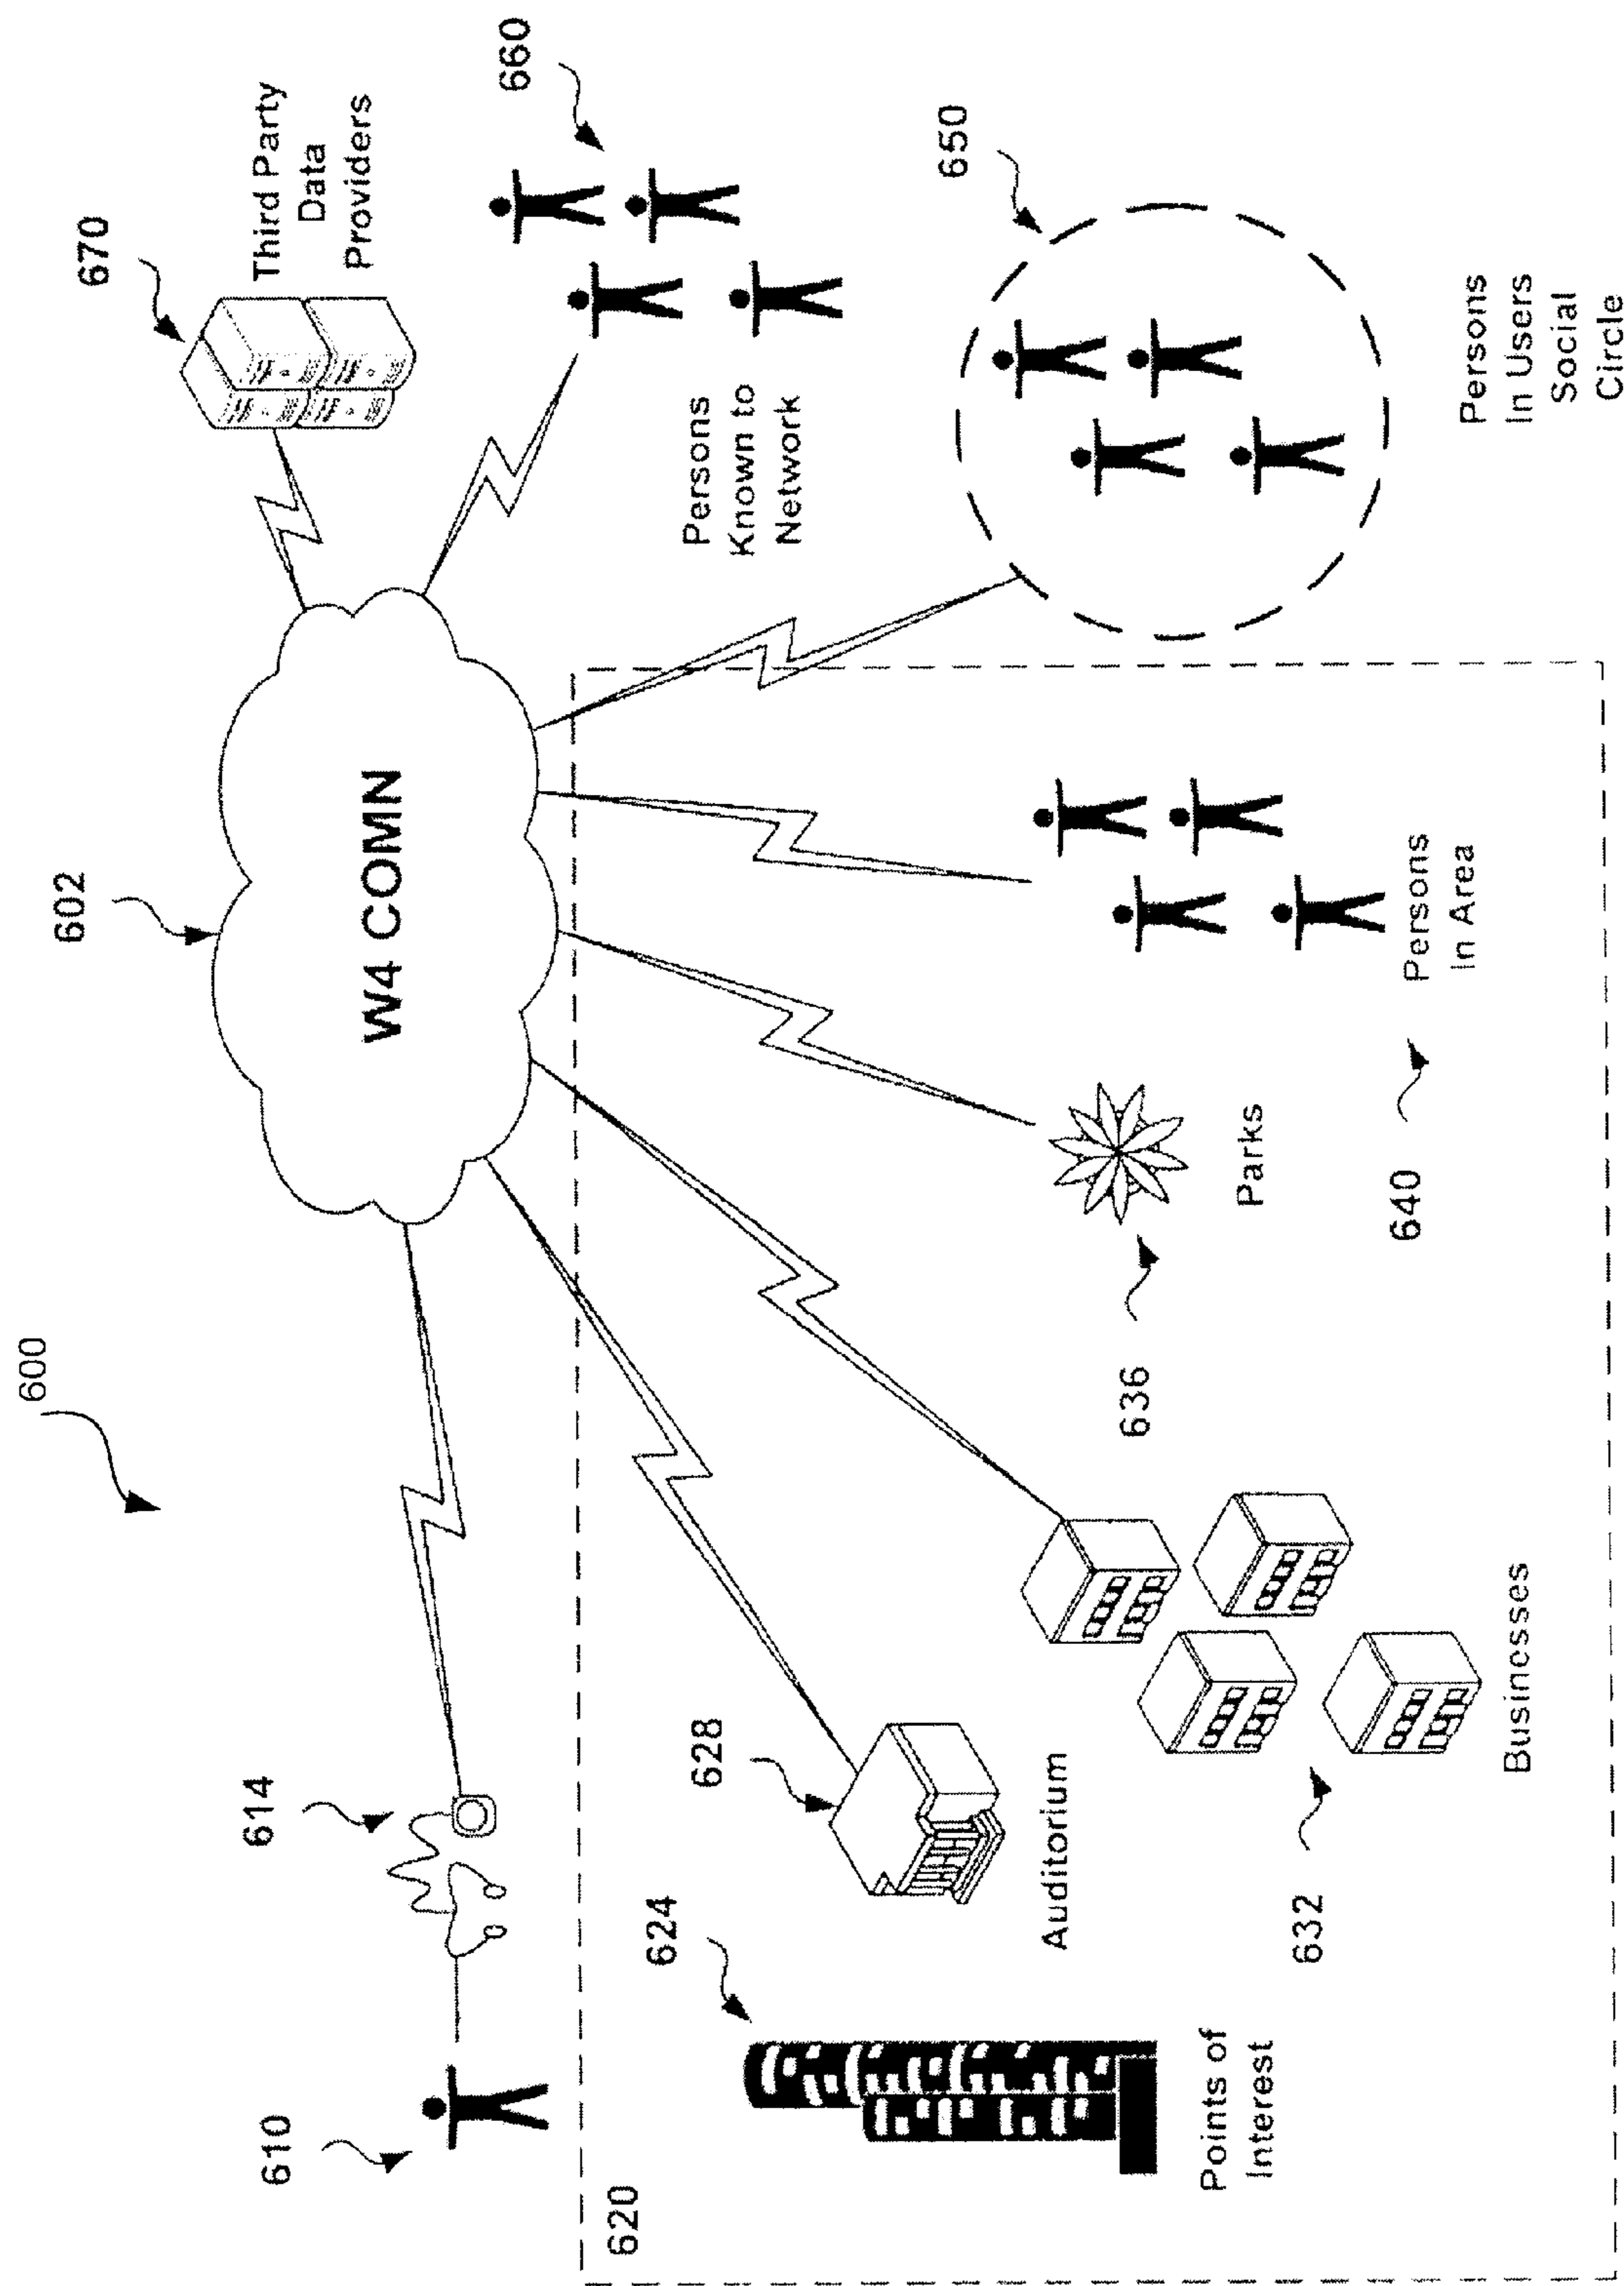 600
602
W4 COMN
670
Third Party
Data
Providers
660
Persons
Known to
Network
650
Persons
In Users
Social
Circle
610
614
620
624
Points of
Interest
628
Auditorium
632
Businesses
636
Parks
640
Persons
In Area